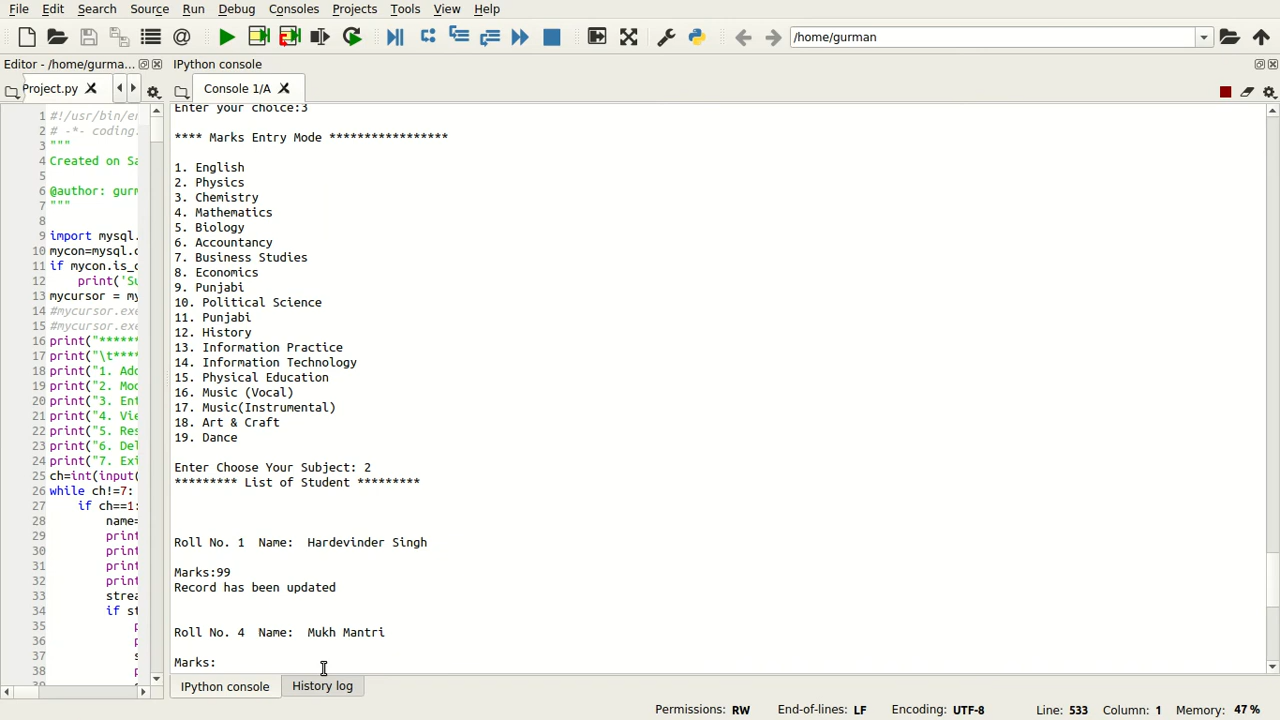 File Edit Search Source Run Debug Consoles Projects Tools View Help
/home/gurman
Editor - /home/gurma...
Project.py
1 #!/usr/bin/en
2 # -*- coding:
3 """
4 Created on Sa
5
6 @author: gurm
7 """
8
9 import mysql.
10 mycon=mysql.c
11 if mycon.is_c
12 print('Su
13 mycursor = my
14 #mycursor.exe
15 #mycursor.exe
16 print("*****
17 print("\t****
18 print("1. Add
19 print("2. Mod
20 print("3. Ent
21 print("4. Vie
22 print("5. Res
23 print("6. Del
24 print("7. Exi
25 ch=int(input(
26 while ch!=7:
27 if ch==1:
28 name=
29 print
30 print
31 print
32 print
33 strea
34 if st
35 p
36
37 s
38 p
39
IPython console
Console 1/A
Enter your choice:3
**** Marks Entry Mode *****************
1. English
2. Physics
3. Chemistry
4. Mathematics
5. Biology
6. Accountancy
7. Business Studies
8. Economics
9. Punjabi
10. Political Science
11. Punjabi
12. History
13. Information Practice
14. Information Technology
15. Physical Education
16. Music (Vocal)
17. Music(Instrumental)
18. Art & Craft
19. Dance
Enter Choose Your Subject: 2
********* List of Student *********
Roll No. 1 Name: Hardevinder Singh
Marks:99
Record has been updated
Roll No. 4 Name: Mukh Mantri
Marks:
IPython console History log
Permissions: RW End-of-lines: LF Encoding: UTF-8 Line: 533 Column: 1 Memory: 47 %